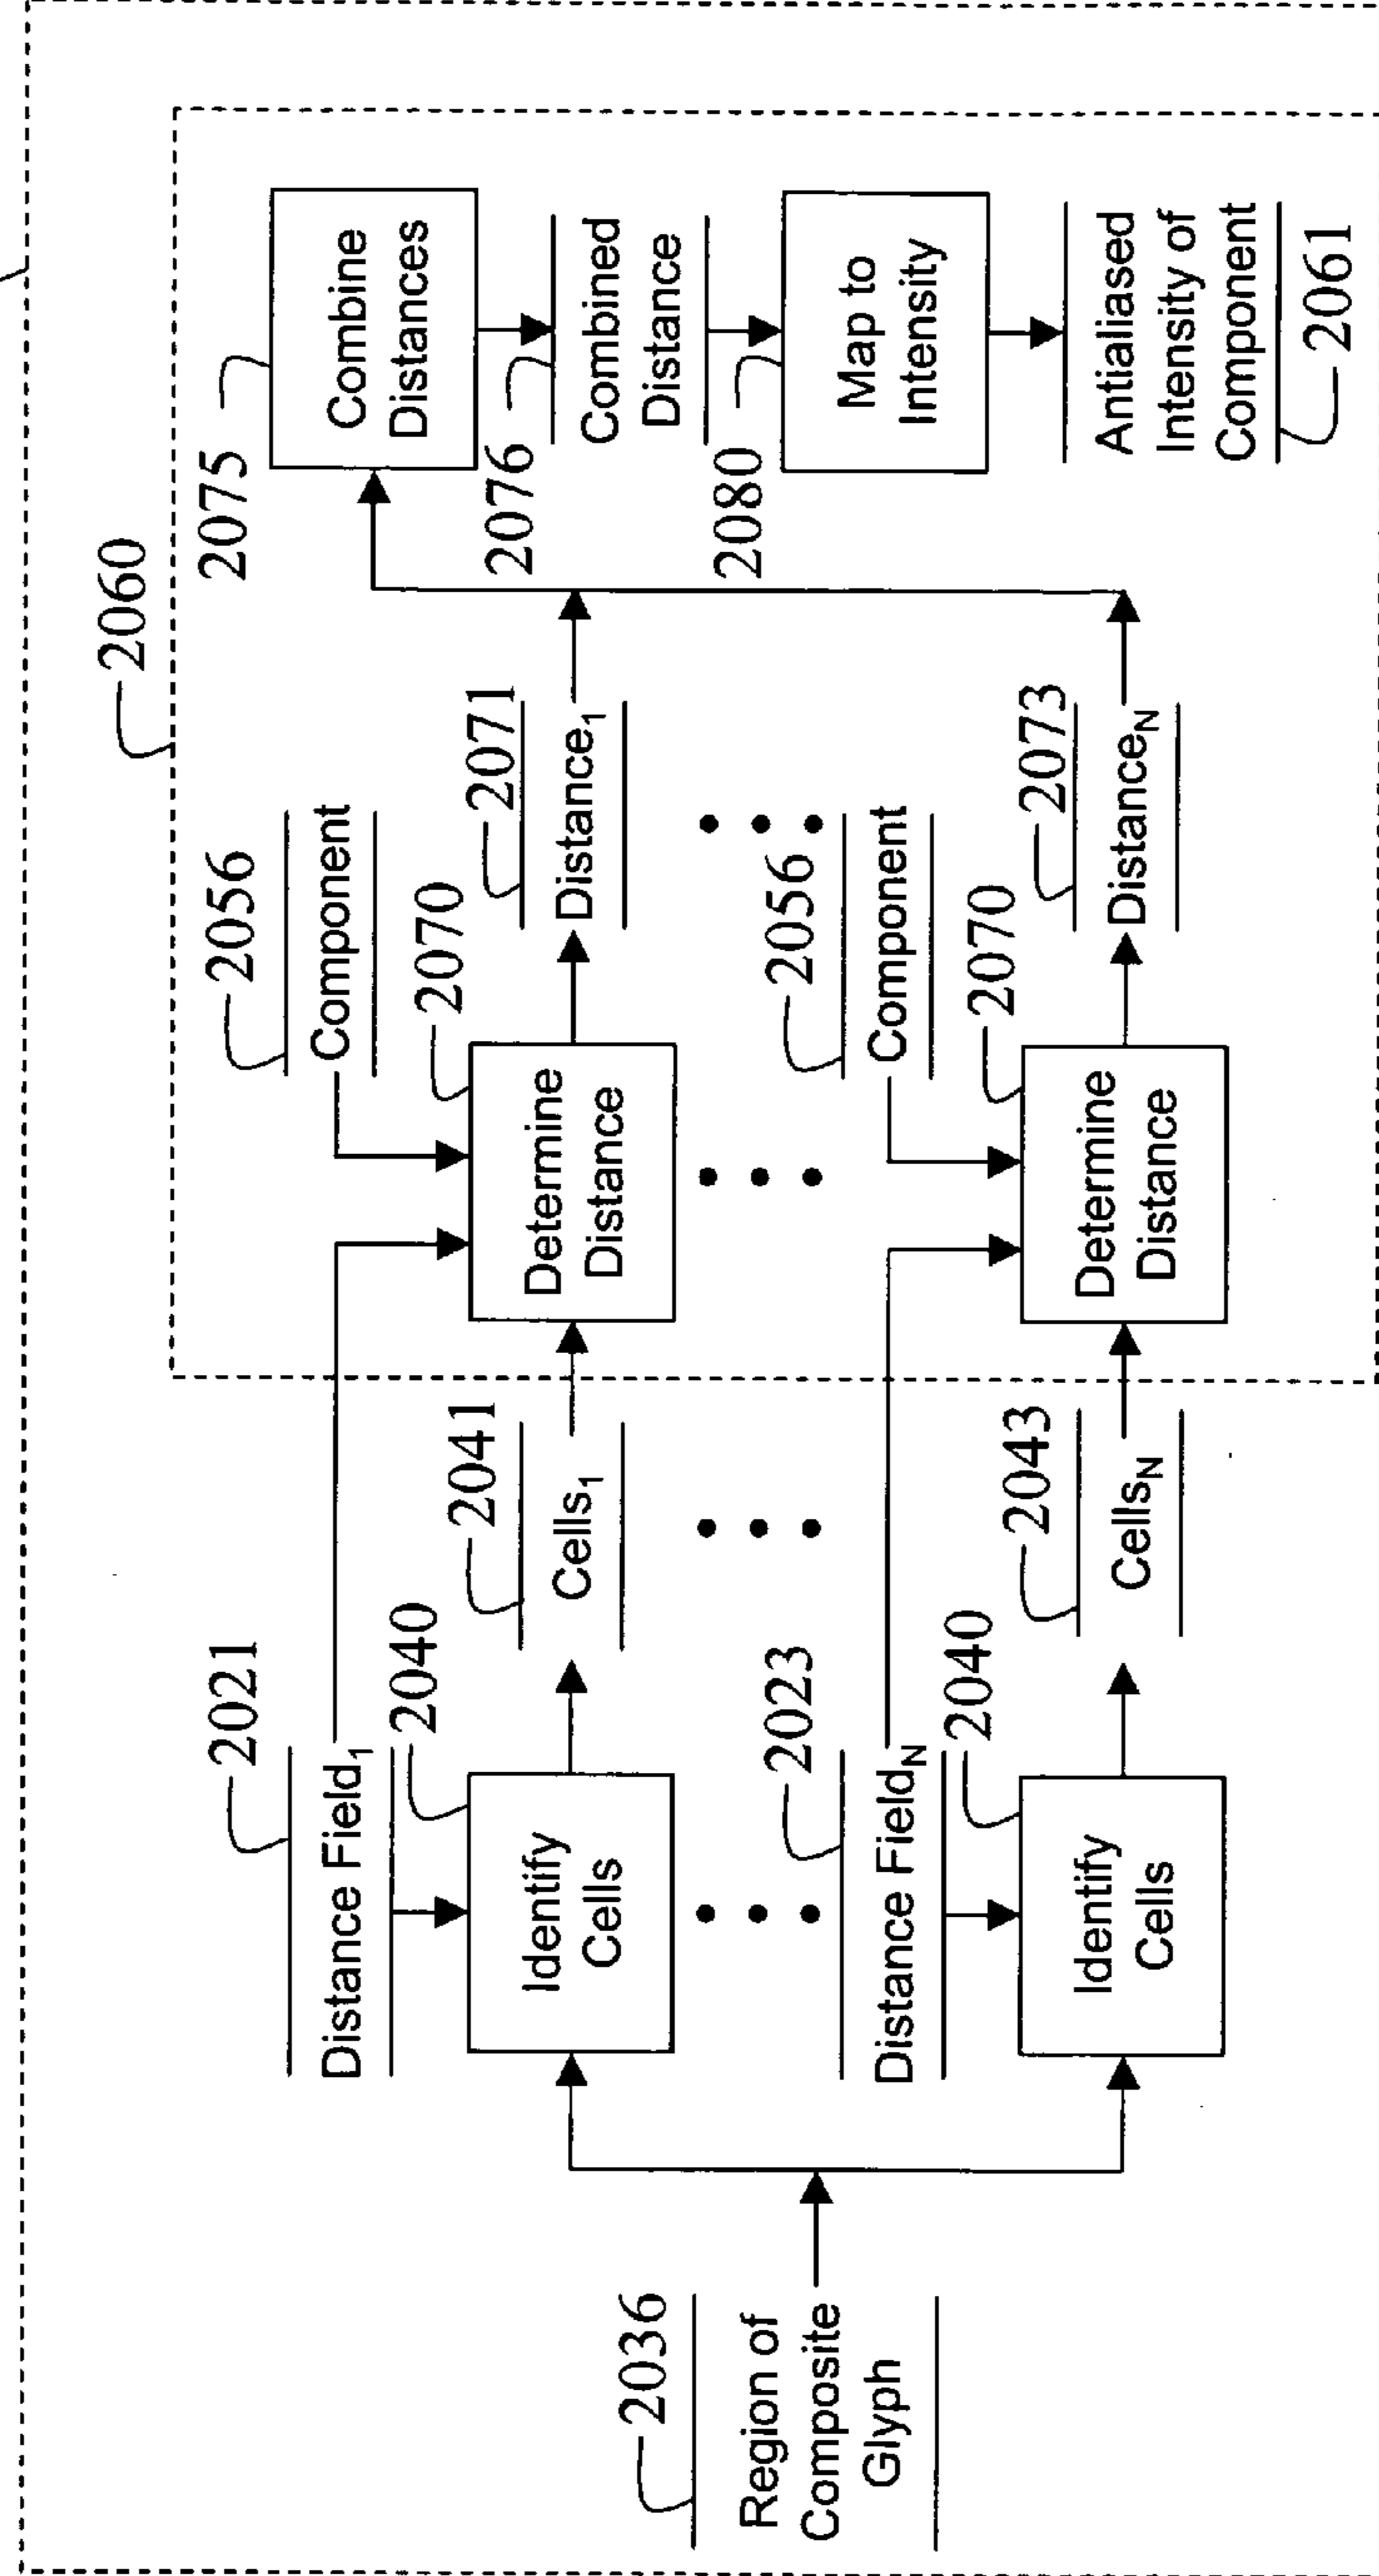 2060
2036
Region of
Composite
Glyph
2021
Distance Field1
2040
Identify
Cells
2041
Cells1
2056
Component
2070
Determine
Distance
2071
Distance1
2075
Combine
Distances
2076
Combined
Distance
2080
Map to
Intensity
Antialiased
Intensity of
Component
2061
2023
Distance FieldN
2040
Identify
Cells
2043
CellsN
2056
Component
2070
Determine
Distance
2073
DistanceN